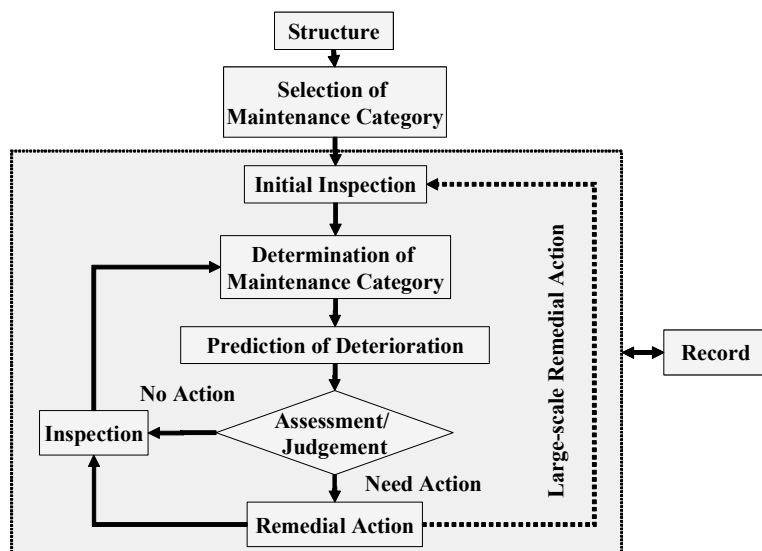 Structure
Selection of
Maintenance Category
Initial Inspection
Determination of
Maintenance Category
Prediction of Deterioration
No Action
Assessment/
Judgement
Inspection
Need Action
Remedial Action
Large-scale Remedial Action
Record